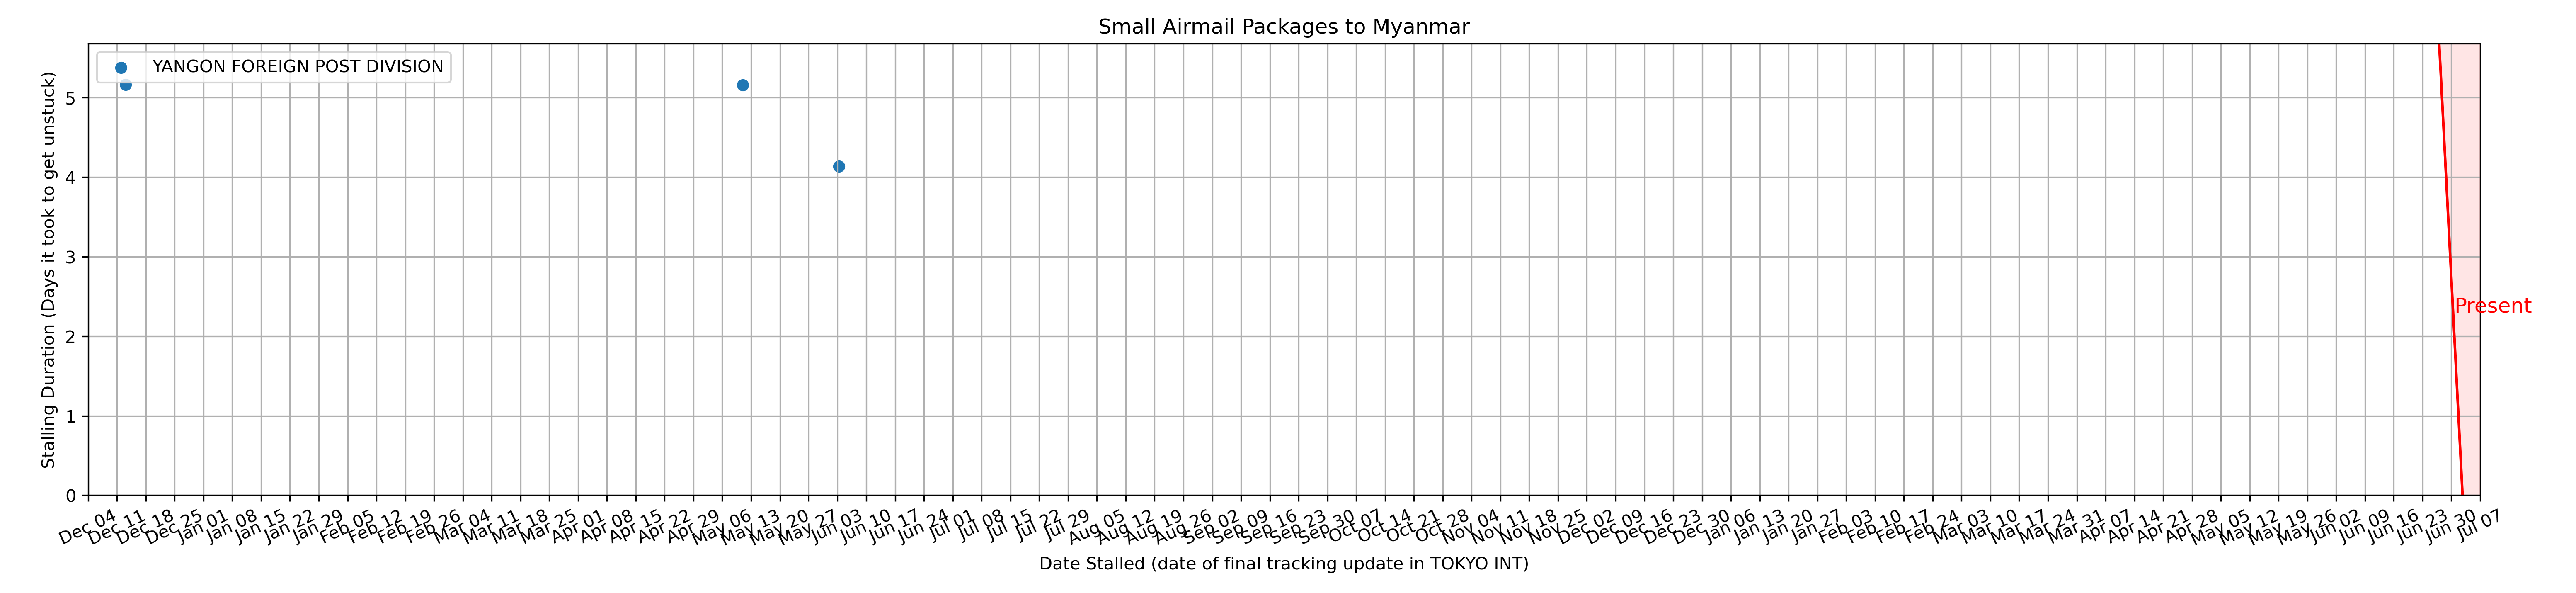 Small Airmail Packages to Myanmar
YANGON FOREIGN POST DIVISION
Stalling Duration (Days it took to get unstuck)
5
4
3
2
1
0
Present
Dec 04
Dec 11
Dec 18
Dec 25
Jan 01
Jan 08
Jan 15
Jan 22
Jan 29
Feb 05
Feb 12
Feb 19
Feb 26
Mar 04
Mar 11
Mar 18
Mar 25
Apr 01
Apr 08
Apr 15
Apr 22
Apr 29
May 06
May 13
May 20
May 27
Jun 03
Jun 10
Jun 17
Jun 24
Jul 01
Jul 08
Jul 15
Jul 22
Jul 29
Aug 05
Aug 12
Aug 19
Aug 26
Sep 02
Sep 09
Sep 16
Sep 23
Sep 30
Oct 07
Oct 14
Oct 21
Oct 28
Nov 04
Nov 11
Nov 18
Nov 25
Dec 02
Dec 09
Dec 16
Dec 23
Dec 30
Jan 06
Jan 13
Jan 20
Jan 27
Feb 03
Feb 10
Feb 17
Feb 24
Mar 03
Mar 10
Mar 17
Mar 24
Mar 31
Apr 07
Apr 14
Apr 21
Apr 28
May 05
May 12
May 19
May 26
Jun 02
Jun 09
Jun 16
Jun 23
Jun 30
Jul 07
Date Stalled (date of final tracking update in TOKYO INT)